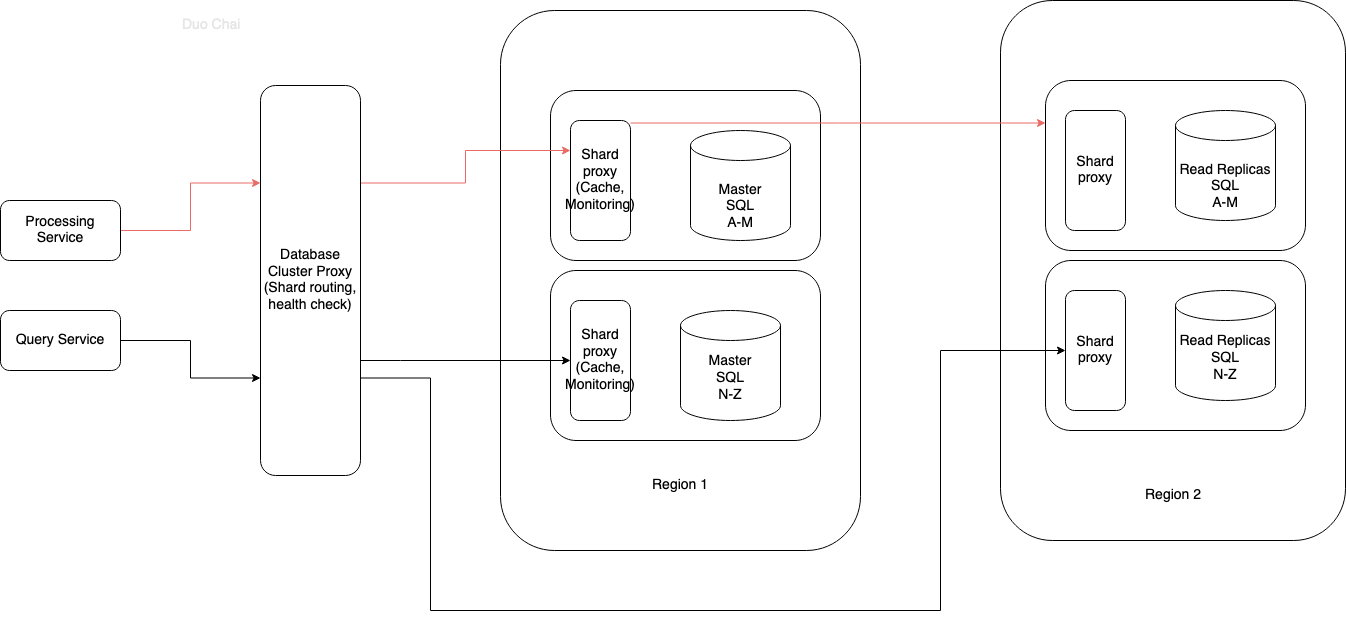 Duo Chai
Processing
Service
Query Service
Database
Cluster Proxy
(Shard routing,
health check)
Shard
proxy
(Cache,
Monitoring)
Master
SQL
A-M
Shard
proxy
(Cache,
Monitoring)
Master
SQL
N-Z
Region 1
Shard
proxy
Read Replicas
SQL
A-M
Shard
proxy
Read Replicas
SQL
N-Z
Region 2